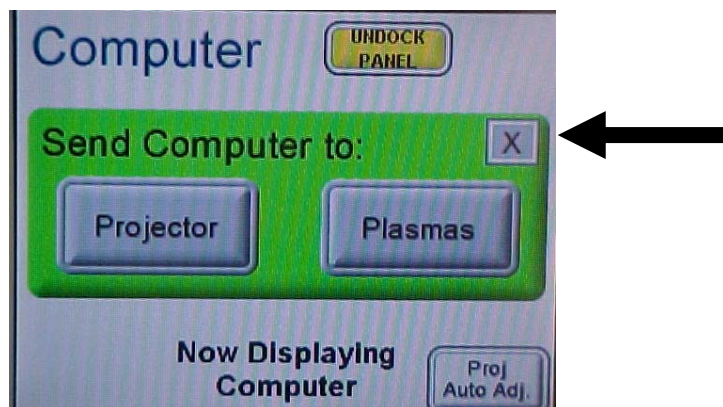 Computer
UNDOCK
PANEL
Send Computer to:
X
Projector
Plasmas
Now Displaying
Computer
Proj
Auto Adj.